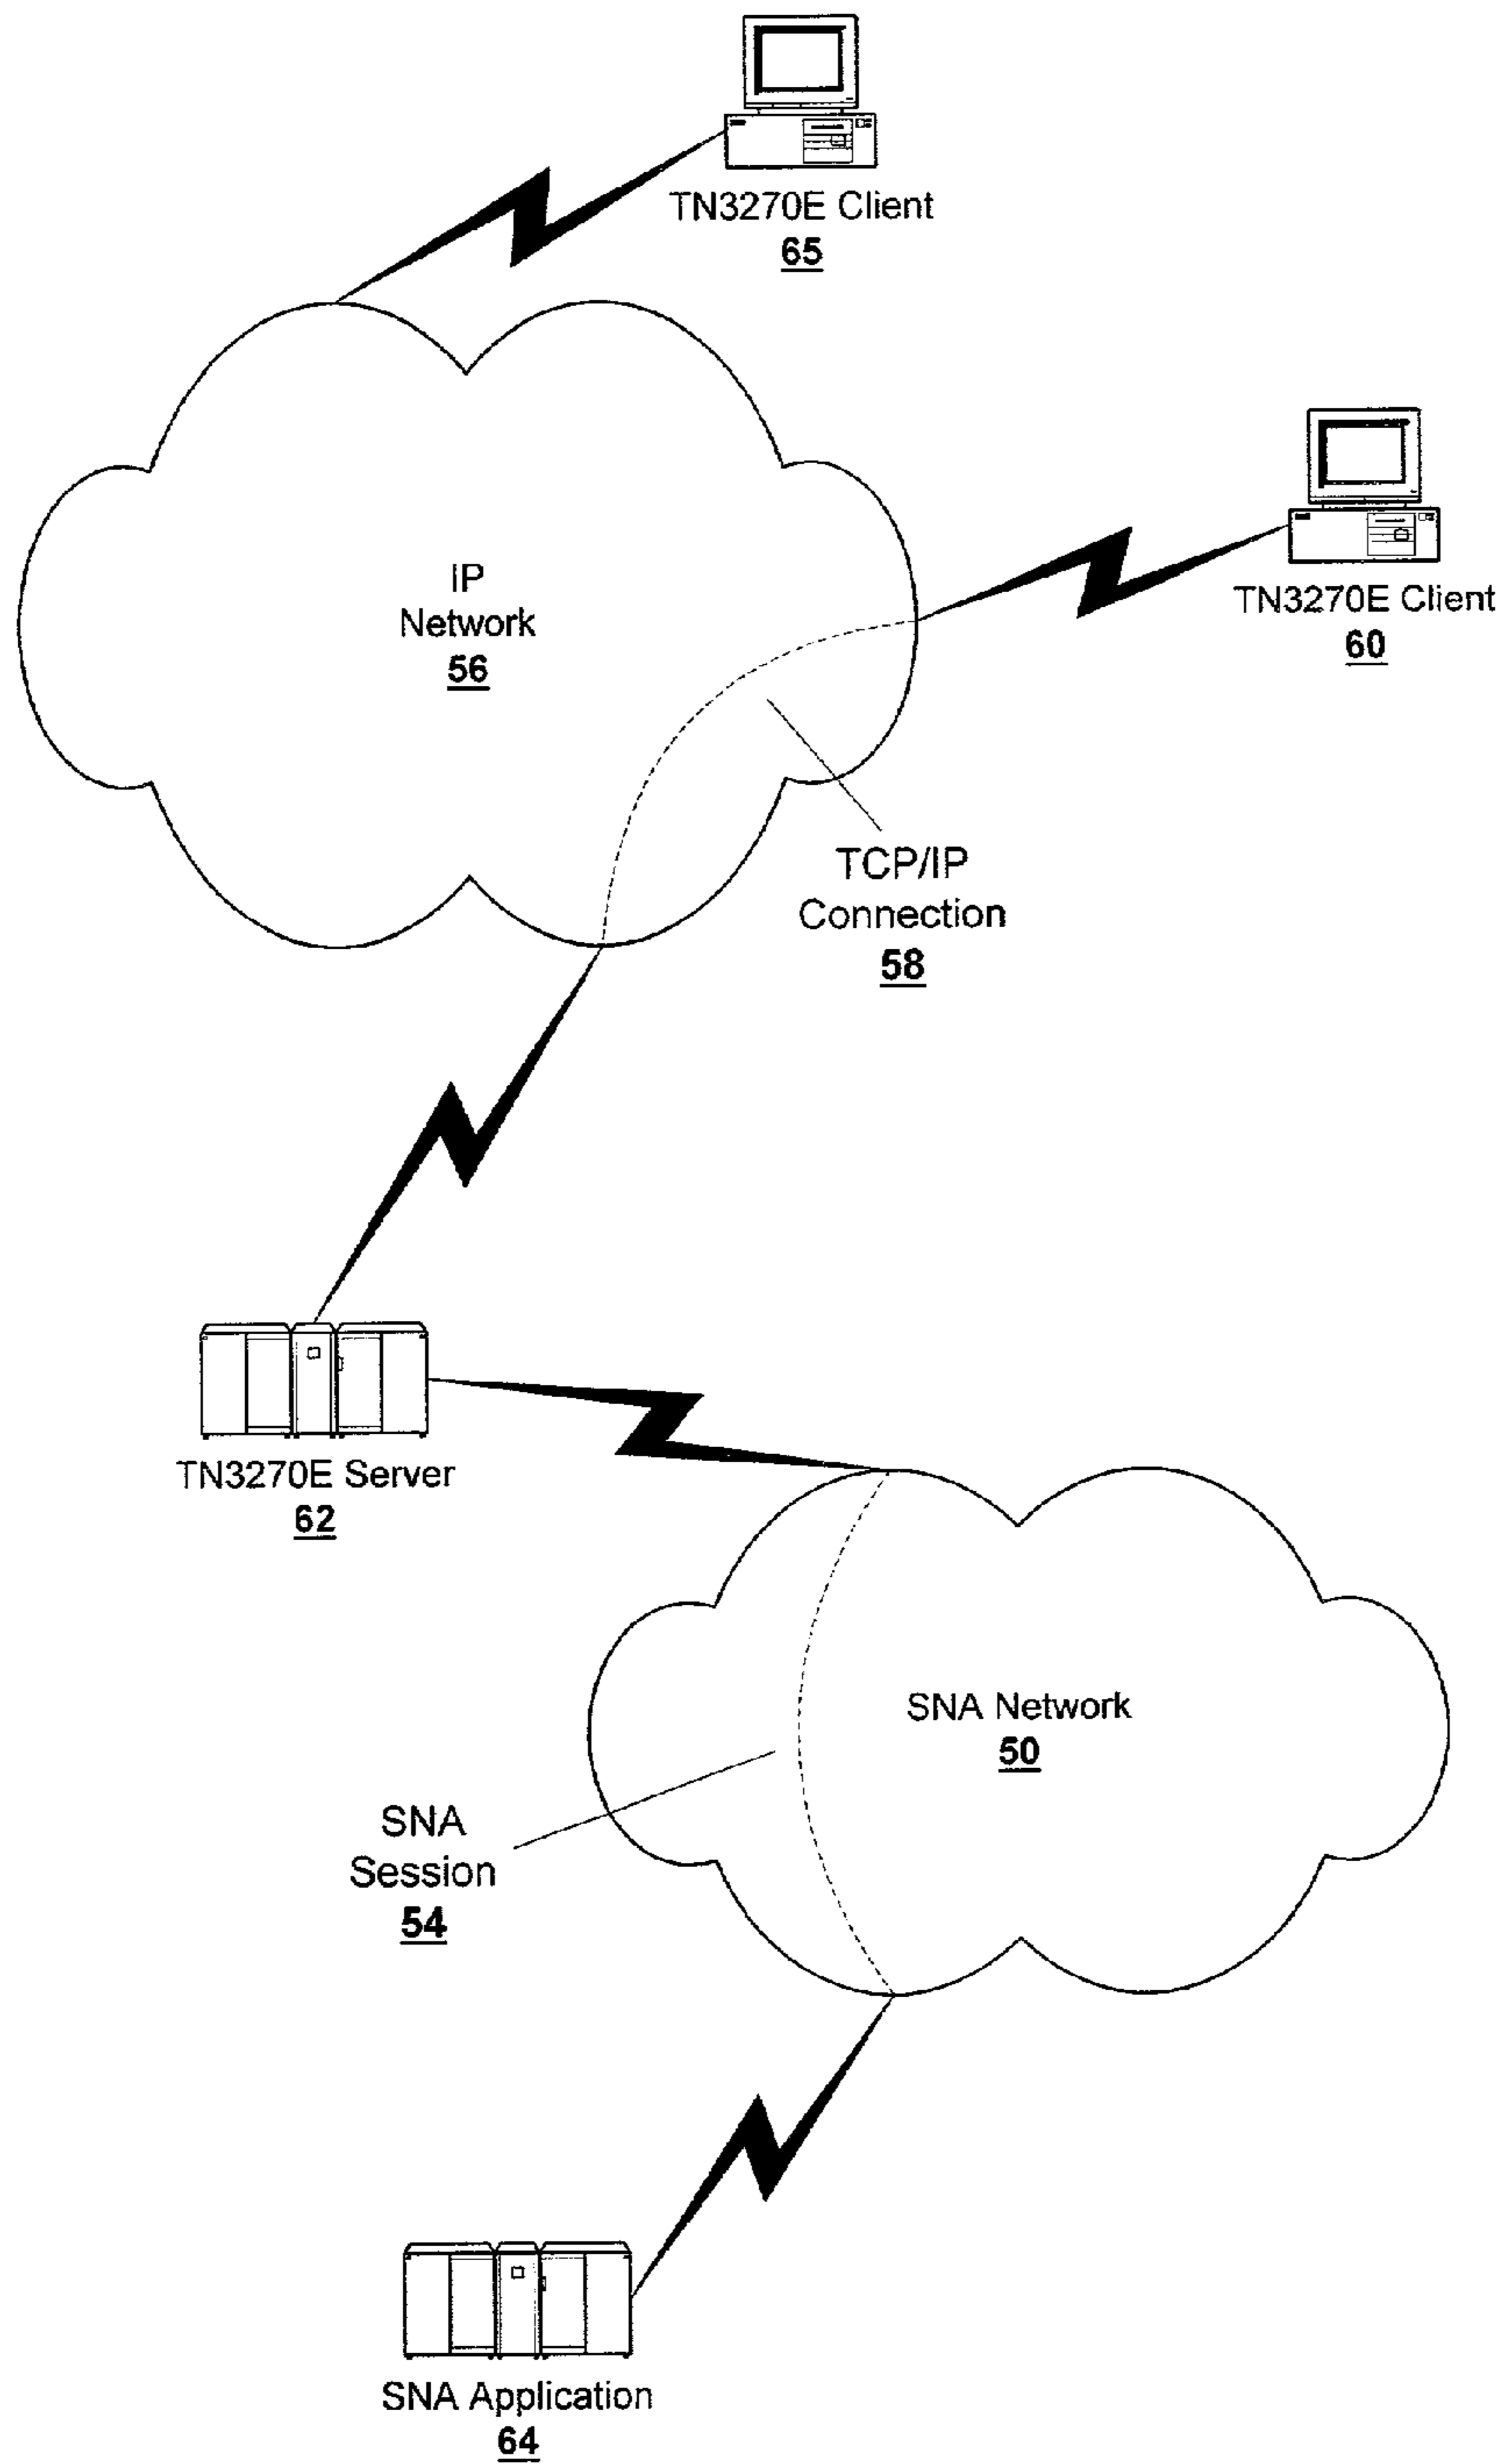 TN3270E Client
65
IP
Network
56
TN3270E Client
60
TCP/IP
Connection
58
TN3270E Server
62
SNA Network
50
SNA
Session
54
SNA Application
64